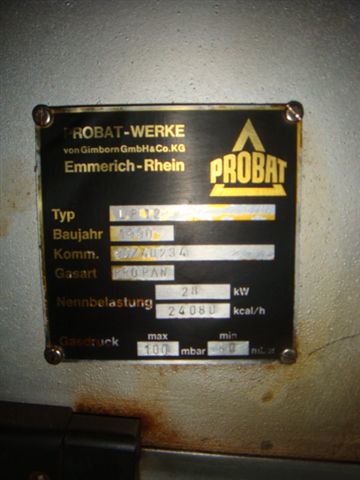 PROBAT-WERKE
von Gimborn GmbH & Co.KG
Emmerich-Rhein
PROBAT
Typ
Baujahr 1990
Komm.
Gasart PROPAN
Nennbelastung 28 kW
24080 kcal/h
max min
Gasdruck 100 mbar